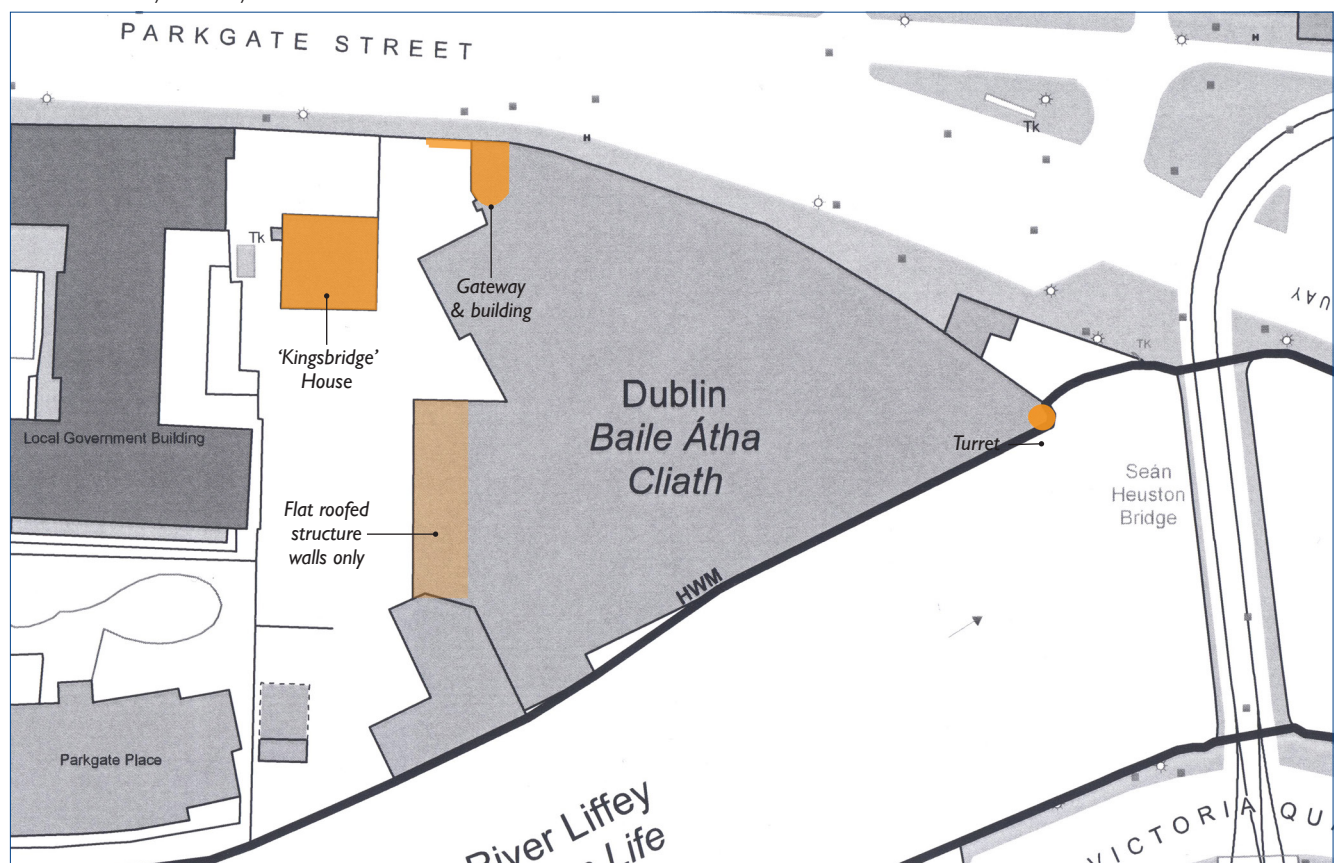 PARKGATE STREET
H
Tk
H
Tk
Gateway
& building
UAY
'Kingsbridge'
House
TK
Dublin
Baile Átha
Cliath
Local Government Building
Turret
Seán
Heuston
Bridge
Flat roofed
structure
walls only
HWM
Parkgate Place
River Liffey
Life
VICTORIA QU